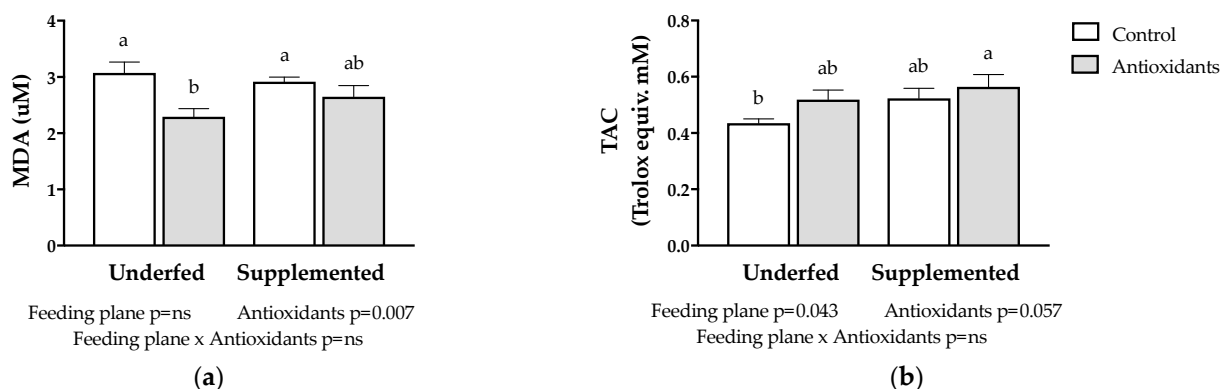 MDA (uM)
4
3
2
1
0
a
b
a
ab
Underfed
Supplemented
Feeding plane p=ns
Antioxidants p=0.007
Feeding plane x Antioxidants p=ns
(a)
TAC
(Trolox equiv. mM)
0.8
0.6
0.4
0.2
0.0
b
ab
ab
a
Control
Antioxidants
Underfed
Supplemented
Feeding plane p=0.043
Antioxidants p=0.057
Feeding plane x Antioxidants p=ns
(b)